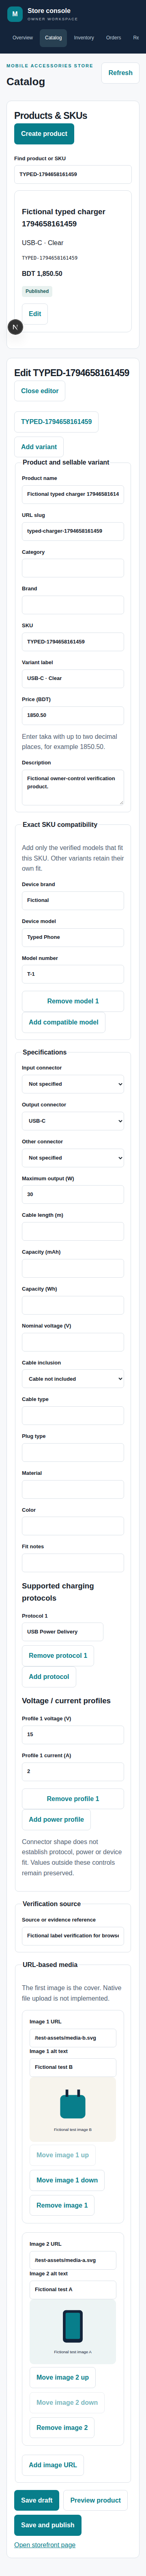 M
Store console
OWNER WORKSPACE
Overview
Catalog
Inventory
Orders
Re
MOBILE ACCESSORIES STORE
Catalog
Refresh
Products & SKUs
Create product
Find product or SKU
TYPED-1794658161459
Fictional typed charger
1794658161459
USB-C · Clear
TYPED-1794658161459
BDT 1,850.50
Published
Edit
N
Edit TYPED-1794658161459
Close editor
TYPED-1794658161459
Add variant
Product and sellable variant
Product name
Fictional typed charger 17946581614
URL slug
typed-charger-1794658161459
Category
Brand
SKU
TYPED-1794658161459
Variant label
USB-C · Clear
Price (BDT)
1850.50
Enter taka with up to two decimal
places, for example 1850.50.
Description
Fictional owner-control verification
product.
Exact SKU compatibility
Add only the verified models that fit
this SKU. Other variants retain their
own fit.
Device brand
Fictional
Device model
Typed Phone
Model number
T-1
Remove model 1
Add compatible model
Specifications
Input connector
Not specified
Output connector
USB-C
Other connector
Not specified
Maximum output (W)
30
Cable length (m)
Capacity (mAh)
Capacity (Wh)
Nominal voltage (V)
Cable inclusion
Cable not included
Cable type
Plug type
Material
Color
Fit notes
Supported charging
protocols
Protocol 1
USB Power Delivery
Remove protocol 1
Add protocol
Voltage / current profiles
Profile 1 voltage (V)
15
Profile 1 current (A)
2
Remove profile 1
Add power profile
Connector shape does not
establish protocol, power or device
fit. Values outside these controls
remain preserved.
Verification source
Source or evidence reference
Fictional label verification for brows
URL-based media
The first image is the cover. Native
file upload is not implemented.
Image 1 URL
/test-assets/media-b.svg
Image 1 alt text
Fictional test B
Fictional test image B
Move image 1 up
Move image 1 down
Remove image 1
Image 2 URL
/test-assets/media-a.svg
Image 2 alt text
Fictional test A
Fictional test image A
Move image 2 up
Move image 2 down
Remove image 2
Add image URL
Save draft
Preview product
Save and publish
Open storefront page